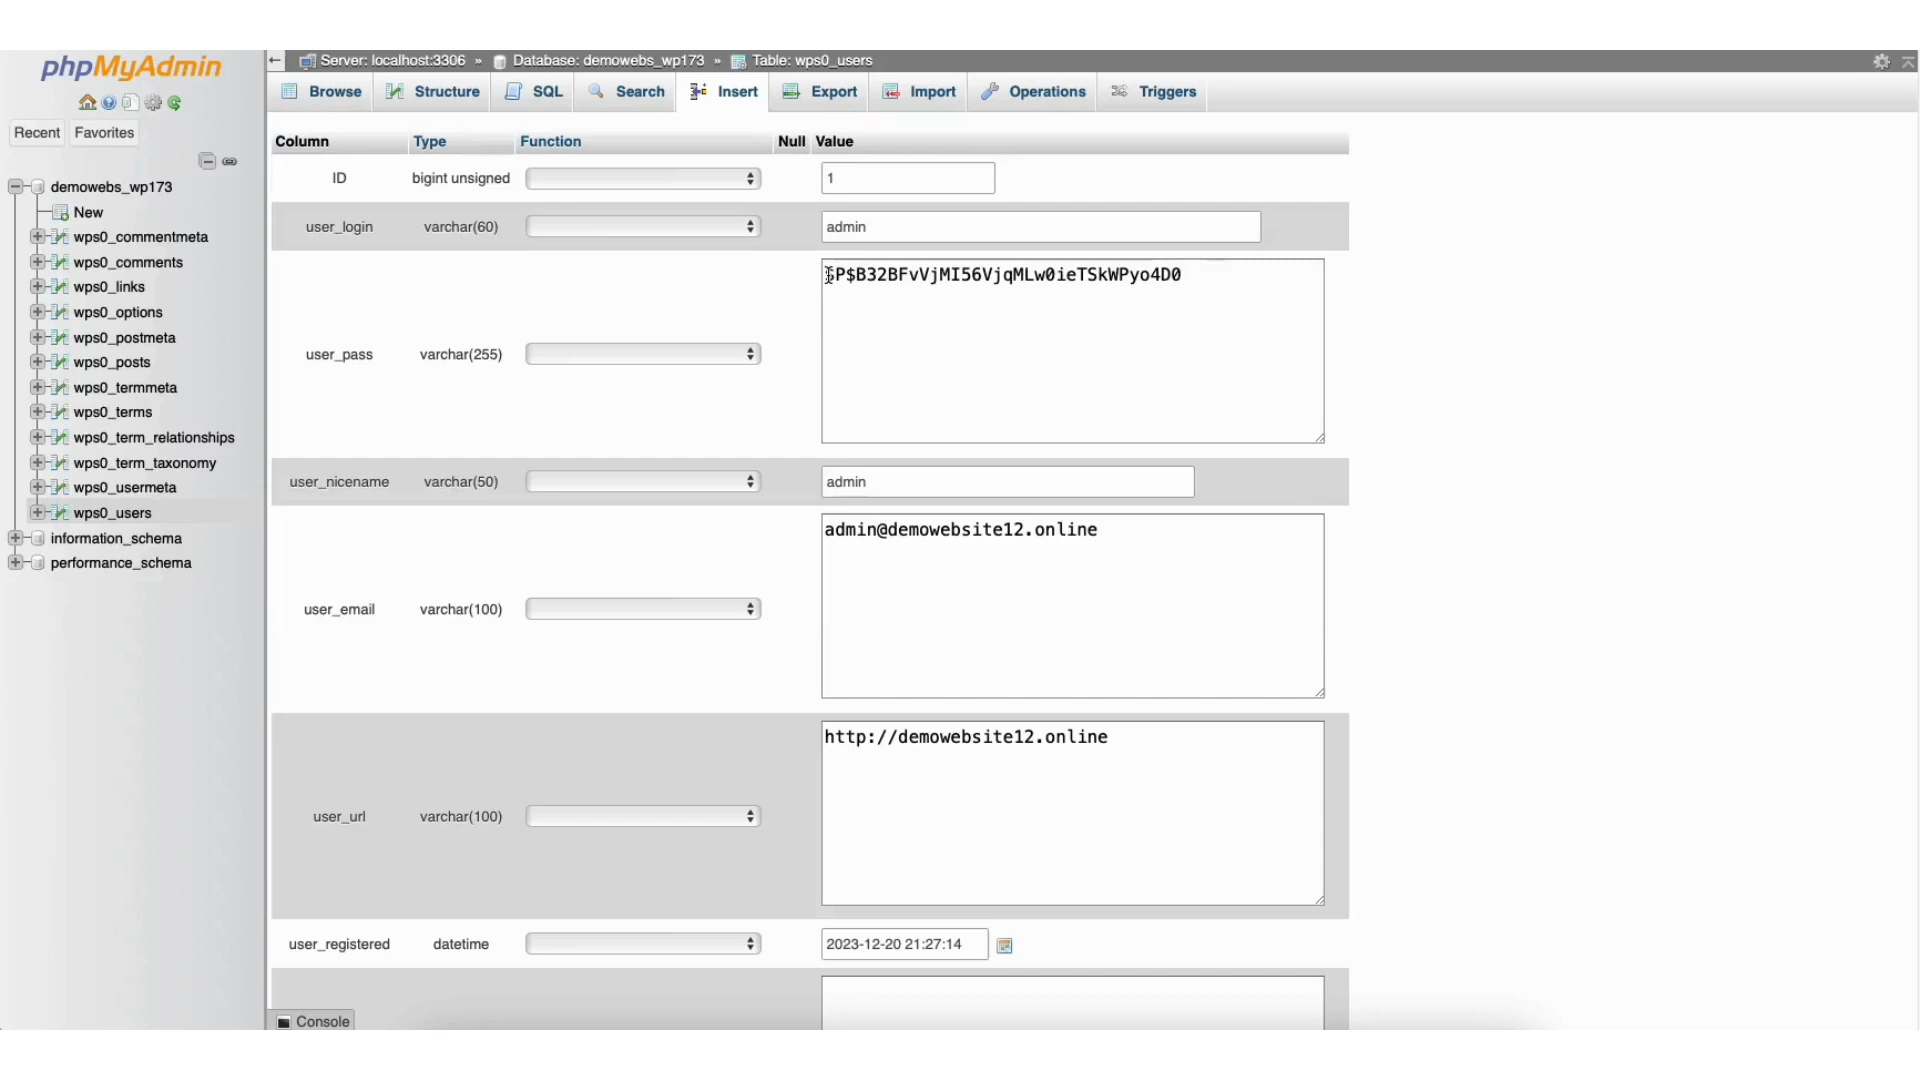 phpMyAdmin
Recent Favorites
demowebs_wp173
New
wps0_commentmeta
wps0_comments
wps0_links
wps0_options
wps0_postmeta
wps0_posts
wps0_termmeta
wps0_terms
wps0_term_relationships
wps0_term_taxonomy
wps0_usermeta
wps0_users
information_schema
performance_schema
Server: localhost:3306 » Database: demowebs_wp173 » Table: wps0_users
Browse Structure SQL Search Insert Export Import Operations Triggers
Column Type Function Null Value
ID bigint unsigned 1
user_login varchar(60) admin
$P$B32BFvVjMI56VjqMLw0ieTSkWPyo4D0
user_pass varchar(255)
user_nicename varchar(50) admin
admin@demowebsite12.online
user_email varchar(100)
http://demowebsite12.online
user_url varchar(100)
user_registered datetime 2023-12-20 21:27:14
Console